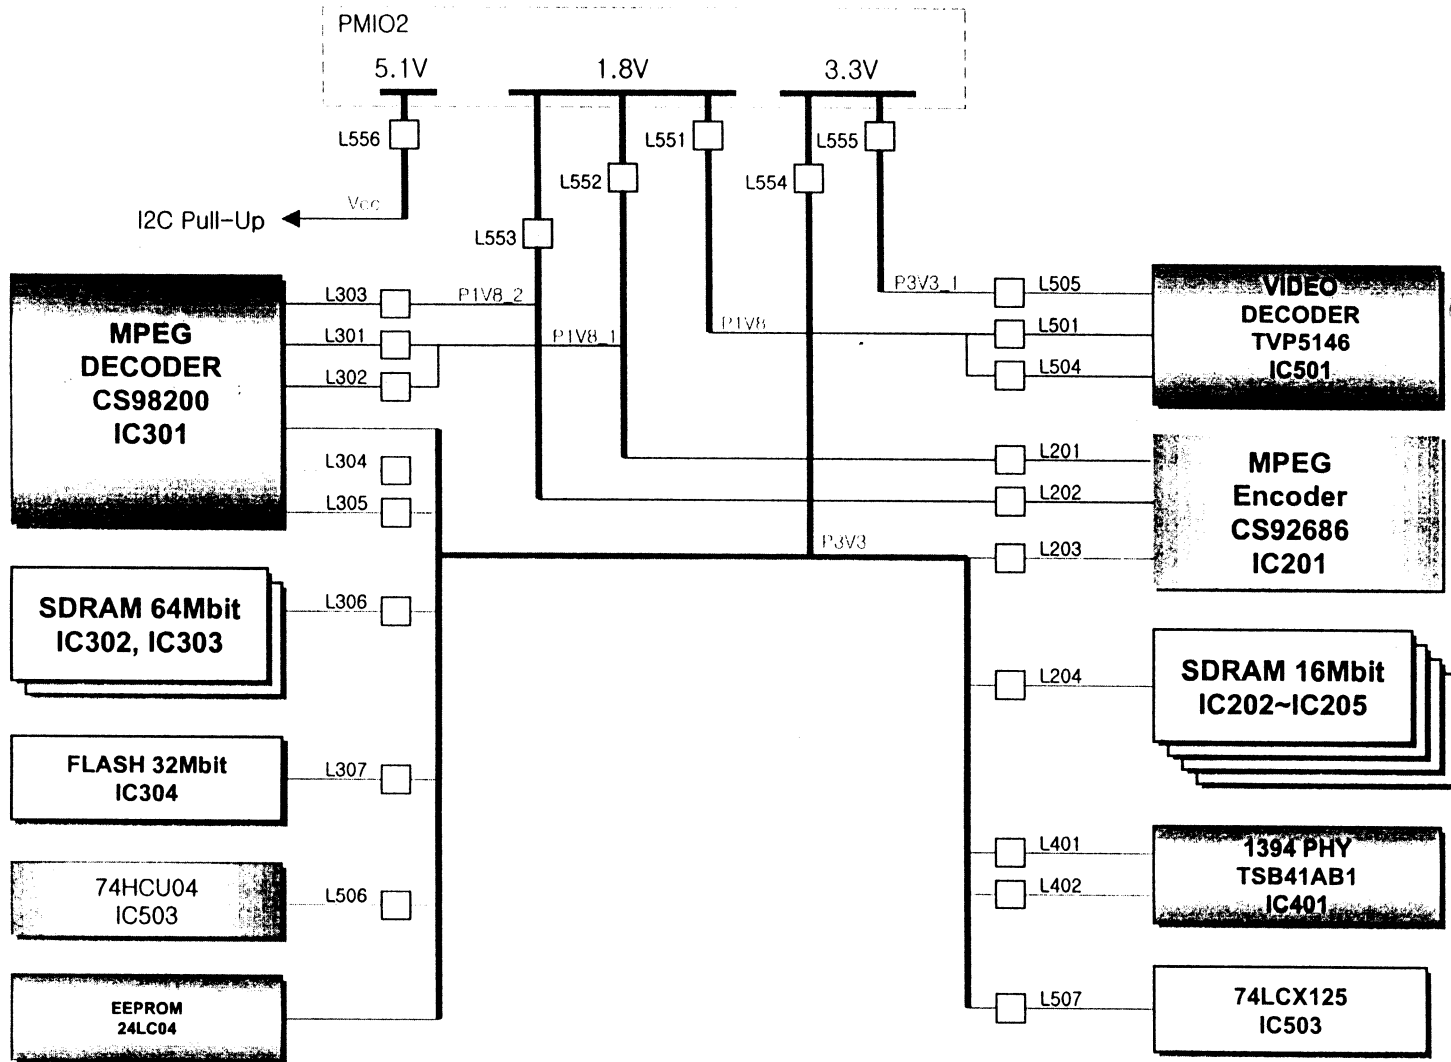 PMIO2
5.1V
1.8V
3.3V
L556
L551
L555
L552
L554
Vcc
I2C Pull-Up
L553
L303
P1V8_2
P3V3_1
L505
L301
P1V8_1
P1V8
L501
L302
L504
MPEG
DECODER
CS98200
IC301
VIDEO
DECODER
TVP5146
IC501
L304
L305
L201
L202
P3V3
L203
MPEG
Encoder
CS92686
IC201
SDRAM 64Mbit
IC302, IC303
L306
L204
SDRAM 16Mbit
IC202~IC205
FLASH 32Mbit
IC304
L307
L401
L402
1394 PHY
TSB41AB1
IC401
74HCU04
IC503
L506
EEPROM
24LC04
L507
74LCX125
IC503